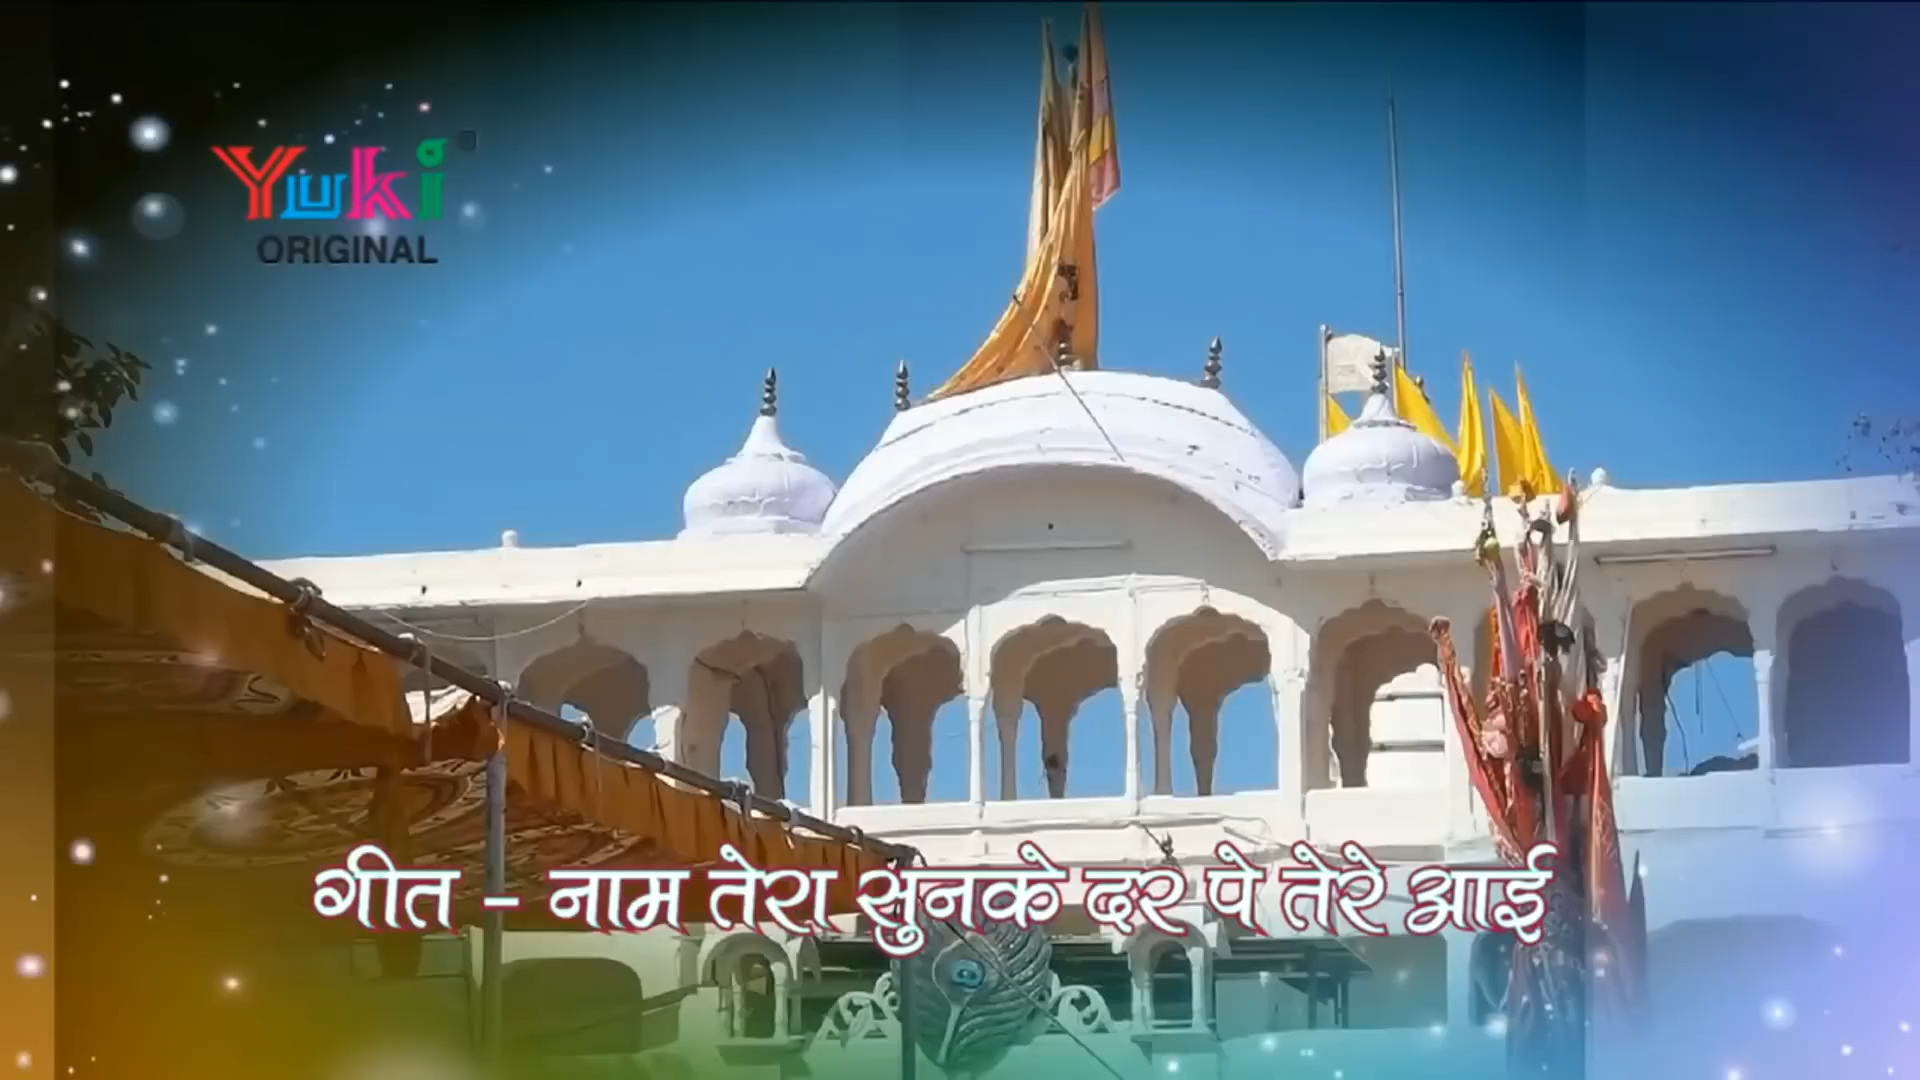 Yuki
ORIGINAL
गीत - नाम तेरा सुनके दर पे तेरे आई